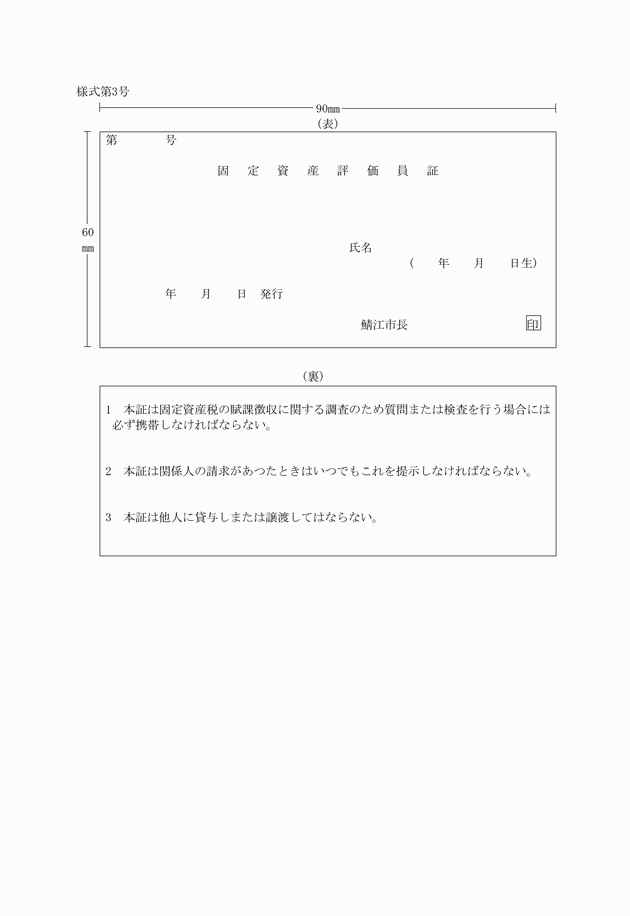 様式第3号
90mm
（表）
第　　　　号
固　定　資　産　評　価　員　証
60
mm
氏名
（　　年　　月　　日生）
年　　月　　日　発行
鯖江市長　　　　　　　　　　印
（裏）
1　本証は固定資産税の賦課徴収に関する調査のため質問または検査を行う場合には
必ず携帯しなければならない。
2　本証は関係人の請求があつたときはいつでもこれを提示しなければならない。
3　本証は他人に貸与しまたは譲渡してはならない。